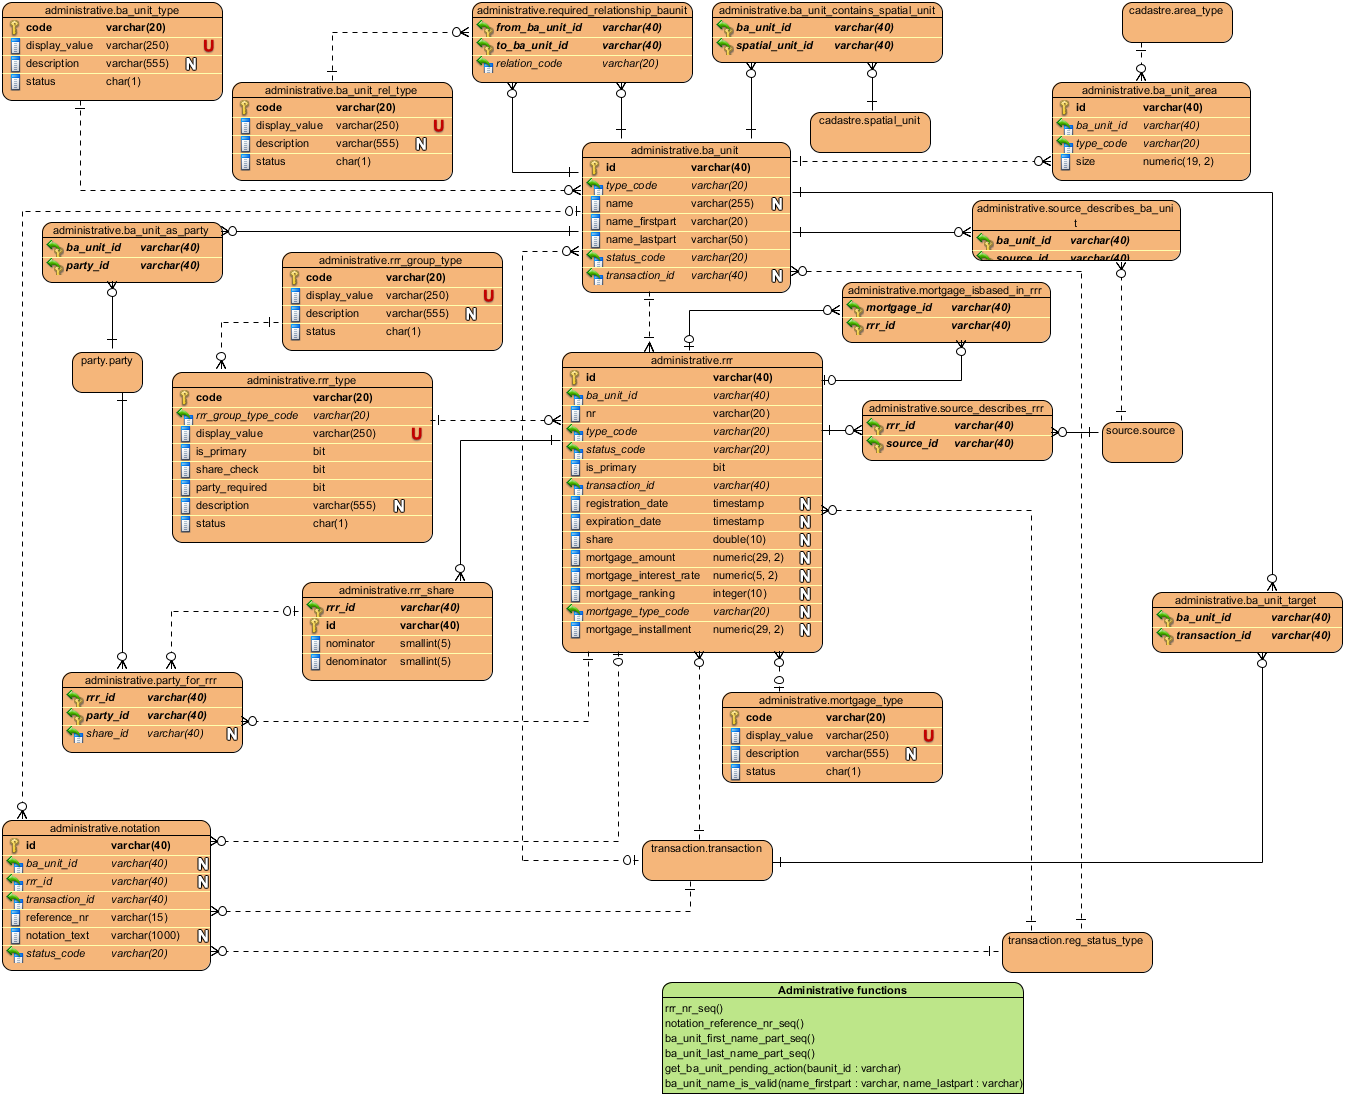 administrative.ba_unit_type
code varchar(20)
display_value varchar(250) U
description varchar(555) N
status char(1)
administrative.required_relationship_baunit
from_ba_unit_id varchar(40)
to_ba_unit_id varchar(40)
relation_code varchar(20)
administrative.ba_unit_contains_spatial_unit
ba_unit_id varchar(40)
spatial_unit_id varchar(40)
cadastre.area_type
administrative.ba_unit_rel_type
code varchar(20)
display_value varchar(250) U
description varchar(555) N
status char(1)
cadastre.spatial_unit
administrative.ba_unit_area
id varchar(40)
ba_unit_id varchar(40)
type_code varchar(20)
size numeric(19, 2)
administrative.ba_unit
id varchar(40)
type_code varchar(20)
name varchar(255) N
name_firstpart varchar(20)
name_lastpart varchar(50)
status_code varchar(20)
transaction_id varchar(40) N
administrative.source_describes_ba_uni
t
ba_unit_id varchar(40)
source_id varchar(40)
administrative.ba_unit_as_party
ba_unit_id varchar(40)
party_id varchar(40)
administrative.rrr_group_type
code varchar(20)
display_value varchar(250) U
description varchar(555) N
status char(1)
administrative.mortgage_isbased_in_rrr
mortgage_id varchar(40)
rrr_id varchar(40)
party.party
administrative.rrr_type
code varchar(20)
rrr_group_type_code varchar(20)
display_value varchar(250) U
is_primary bit
share_check bit
party_required bit
description varchar(555) N
status char(1)
administrative.rrr
id varchar(40)
ba_unit_id varchar(40)
nr varchar(20)
type_code varchar(20)
status_code varchar(20)
is_primary bit
transaction_id varchar(40)
registration_date timestamp N
expiration_date timestamp N
share double(10) N
mortgage_amount numeric(29, 2) N
mortgage_interest_rate numeric(5, 2) N
mortgage_ranking integer(10) N
mortgage_type_code varchar(20) N
mortgage_installment numeric(29, 2) N
administrative.source_describes_rrr
rrr_id varchar(40)
source_id varchar(40)
source.source
administrative.rrr_share
rrr_id varchar(40)
id varchar(40)
nominator smallint(5)
denominator smallint(5)
administrative.ba_unit_target
ba_unit_id varchar(40)
transaction_id varchar(40)
administrative.party_for_rrr
rrr_id varchar(40)
party_id varchar(40)
share_id varchar(40) N
administrative.mortgage_type
code varchar(20)
display_value varchar(250) U
description varchar(555) N
status char(1)
administrative.notation
id varchar(40)
ba_unit_id varchar(40) N
rrr_id varchar(40) N
transaction_id varchar(40)
reference_nr varchar(15)
notation_text varchar(1000) N
status_code varchar(20)
transaction.transaction
transaction.reg_status_type
Administrative functions
rrr_nr_seq()
notation_reference_nr_seq()
ba_unit_first_name_part_seq()
ba_unit_last_name_part_seq()
get_ba_unit_pending_action(baunit_id : varchar)
ba_unit_name_is_valid(name_firstpart : varchar, name_lastpart : varchar)